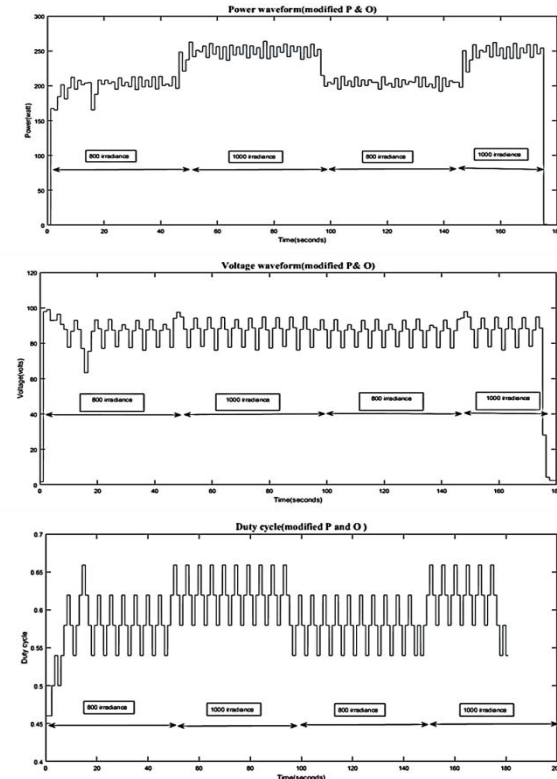 Power waveform(modified P & O)
300
250
200
150
100
50
0
Power(watt)
800 irradiance
1000 irradiance
800 irradiance
1000 irradiance
0 20 40 60 80 100 120 140 160 180
Time(seconds)
Voltage waveform(modified P& O)
120
100
80
60
40
20
0
Voltage(volts)
800 irradiance
1000 irradiance
800 irradiance
1000 irradiance
0 20 40 60 80 100 120 140 160 180
Time(seconds)
Duty cycle(modified P and O )
0.7
0.65
0.6
0.55
0.5
0.45
0.4
Duty cycle
800 irradiance
1000 irradiance
800 irradiance
1000 irradiance
0 20 40 60 80 100 120 140 160 180 200
Time(seconds)